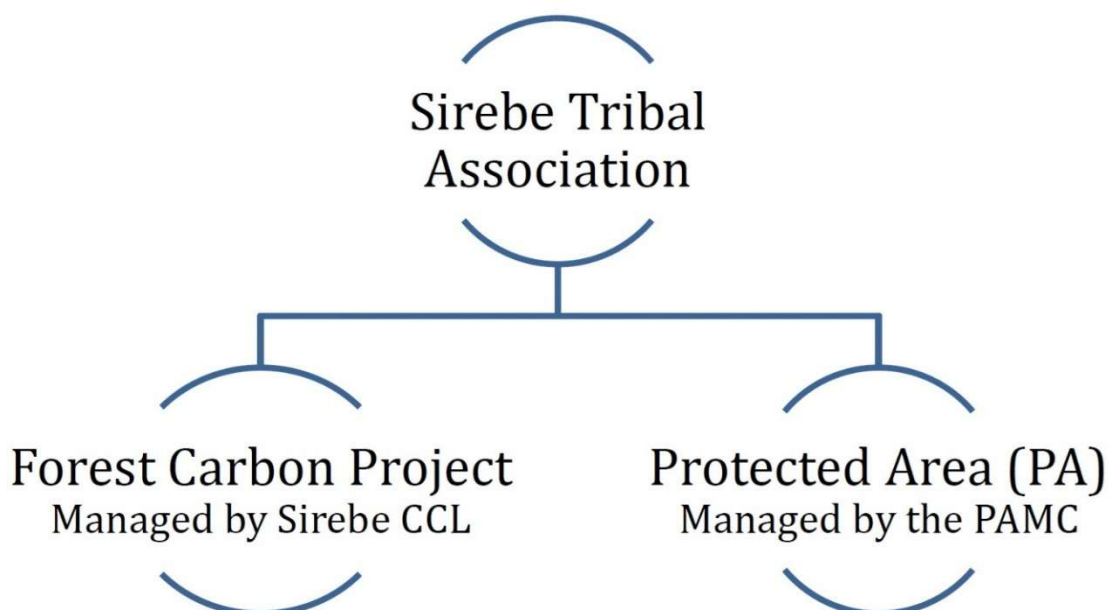 Sirebe Tribal
Association
Forest Carbon Project
Managed by Sirebe CCL
Protected Area (PA)
Managed by the PAMC